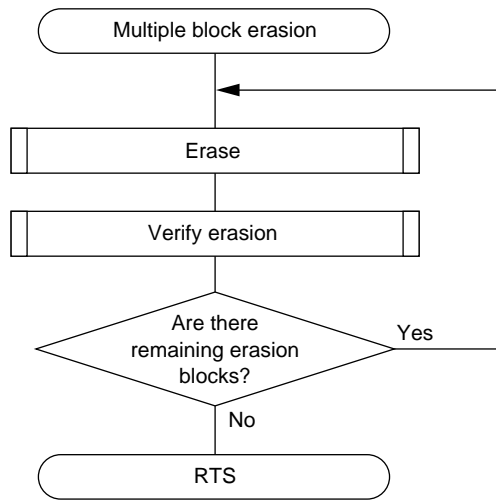 Multiple block erasion
Erase
Verify erasion
Are there
remaining erasion
blocks?
Yes
No
RTS